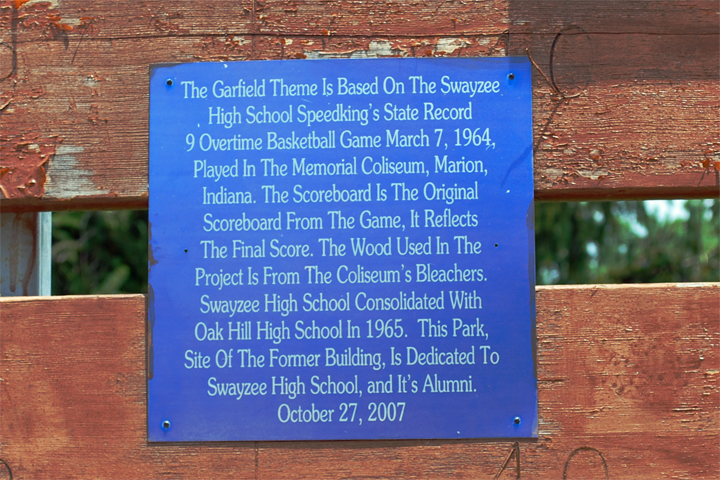 The Garfield Theme Is Based On The Swayzee
High School Speedking's State Record
9 Overtime Basketball Game March 7, 1964,
Played In The Memorial Coliseum, Marion,
Indiana. The Scoreboard Is The Original
Scoreboard From The Game, It Reflects
The Final Score. The Wood Used In The
Project Is From The Coliseum's Bleachers.
Swayzee High School Consolidated With
Oak Hill High School In 1965. This Park,
Site Of The Former Building, Is Dedicated To
Swayzee High School, and It's Alumni.
October 27, 2007